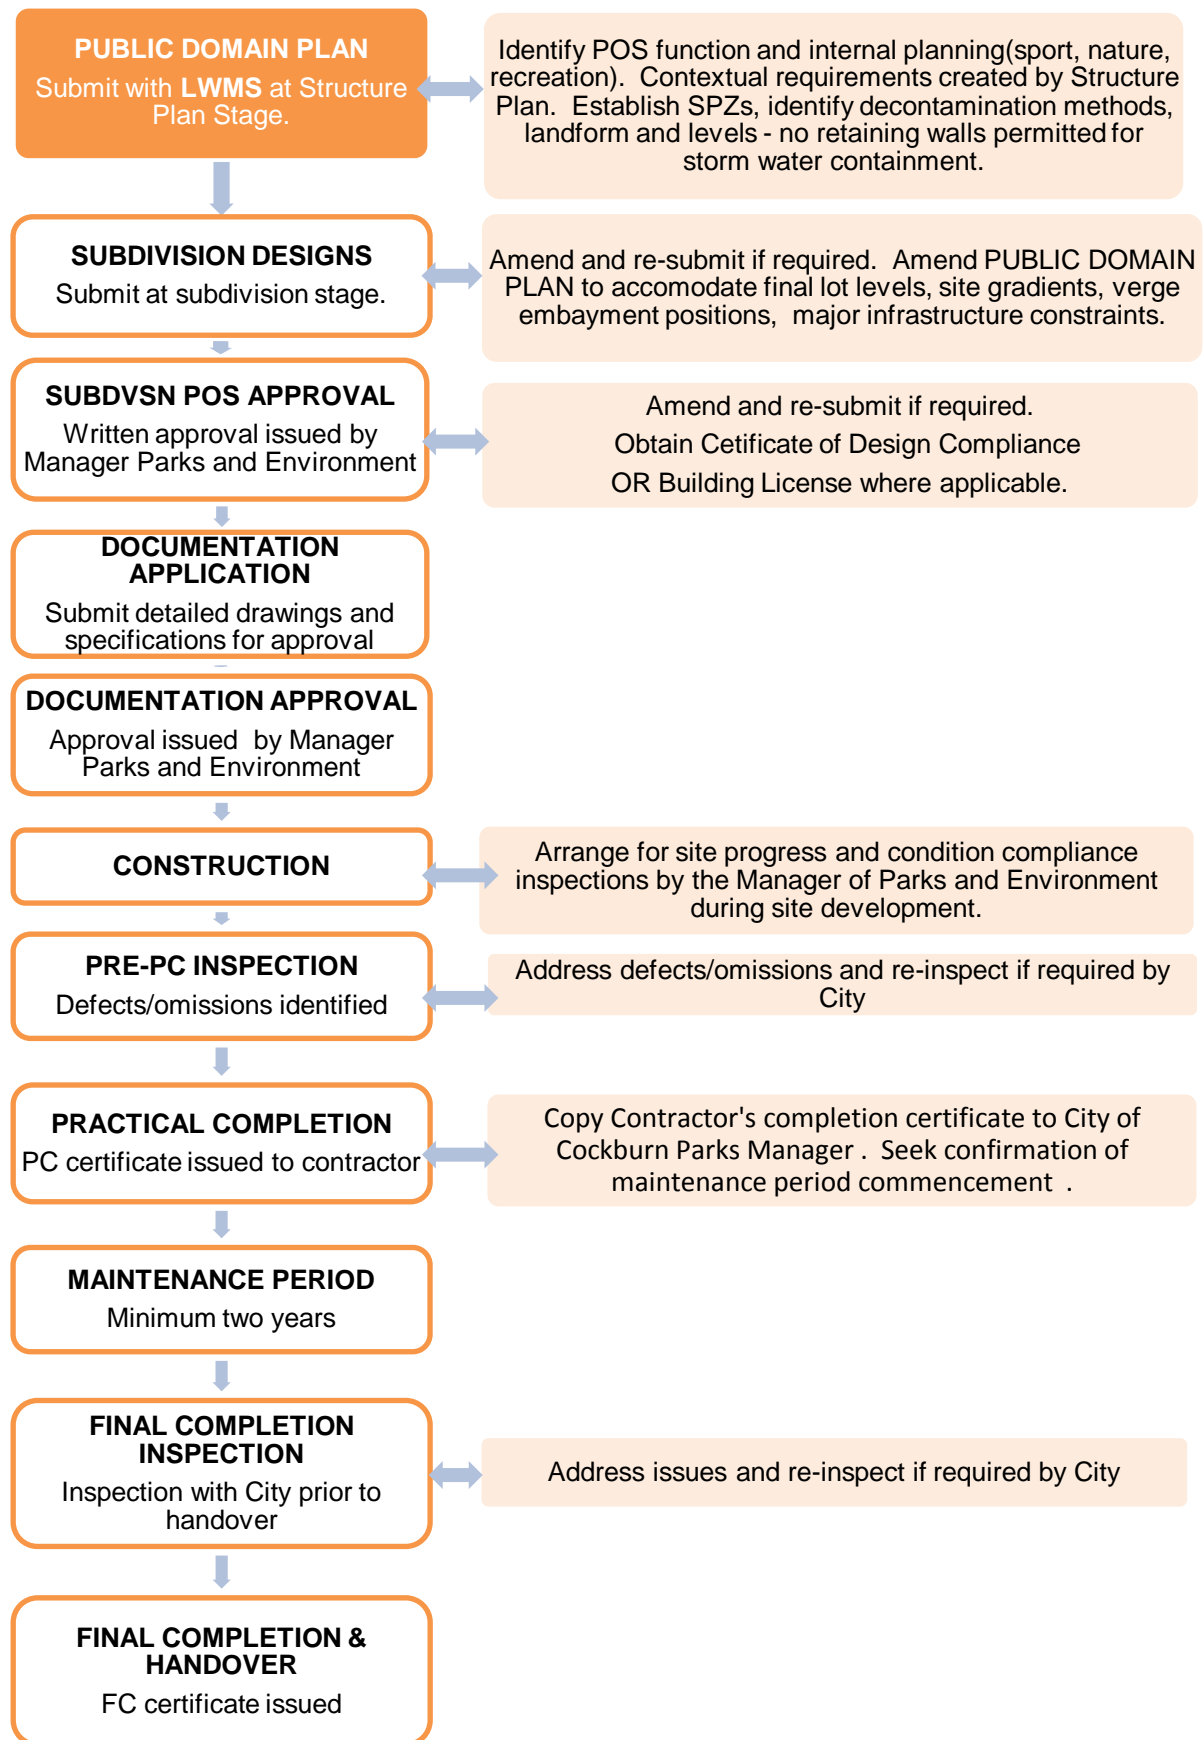 PUBLIC DOMAIN PLAN
Submit with LWMS at Structure
Plan Stage.
Identify POS function and internal planning(sport, nature,
recreation).  Contextual requirements created by Structure
Plan.  Establish SPZs, identify decontamination methods,
landform and levels - no retaining walls permitted for
storm water containment.
SUBDIVISION DESIGNS
Submit at subdivision stage.
Amend and re-submit if required.  Amend PUBLIC DOMAIN
PLAN to accomodate final lot levels, site gradients, verge
embayment positions,  major infrastructure constraints.
SUBDVSN POS APPROVAL
Written approval issued by
Manager Parks and Environment
Amend and re-submit if required.
Obtain Cetificate of Design Compliance
OR Building License where applicable.
DOCUMENTATION
APPLICATION
Submit detailed drawings and
specifications for approval
DOCUMENTATION APPROVAL
Approval issued  by Manager
Parks and Environment
CONSTRUCTION
Arrange for site progress and condition compliance
inspections by the Manager of Parks and Environment
during site development.
PRE-PC INSPECTION
Defects/omissions identified
Address defects/omissions and re-inspect if required by
City
PRACTICAL COMPLETION
PC certificate issued to contractor
Copy Contractor's completion certificate to City of
Cockburn Parks Manager .  Seek confirmation of
maintenance period commencement  .
MAINTENANCE PERIOD
Minimum two years
FINAL COMPLETION
INSPECTION
Inspection with City prior to
handover
Address issues and re-inspect if required by City
FINAL COMPLETION &
HANDOVER
FC certificate issued